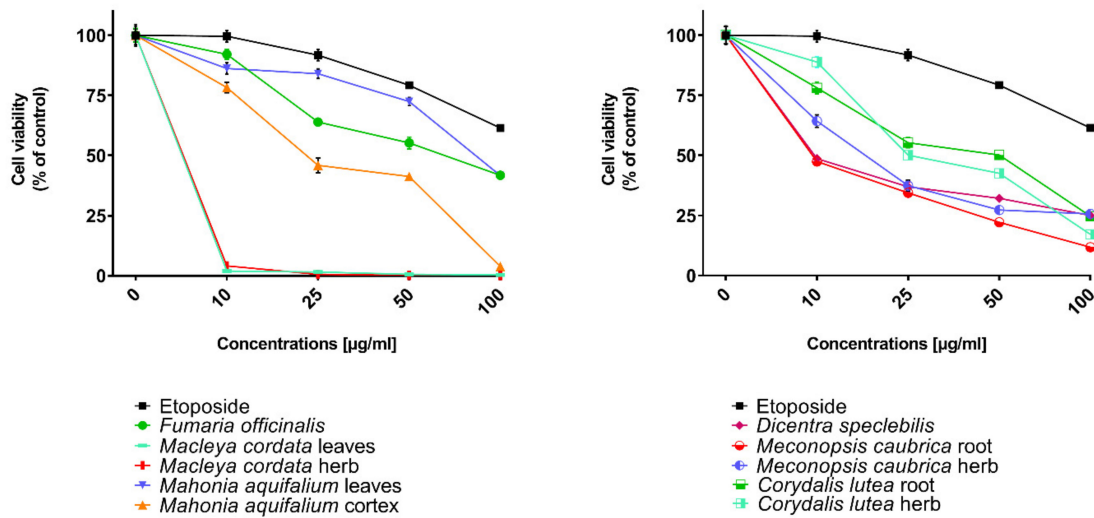 Cell viability
(% of control)
100
75
50
25
0
0
10
25
50
100
Concentrations [µg/ml]
Etoposide
Fumaria officinalis
Macleya cordata leaves
Macleya cordata herb
Mahonia aquifalium leaves
Mahonia aquifalium cortex
Cell viability
(% of control)
100
75
50
25
0
0
10
25
50
100
Concentrations [µg/ml]
Etoposide
Dicentra speclebilis
Meconopsis caubrica root
Meconopsis caubrica herb
Corydalis lutea root
Corydalis lutea herb